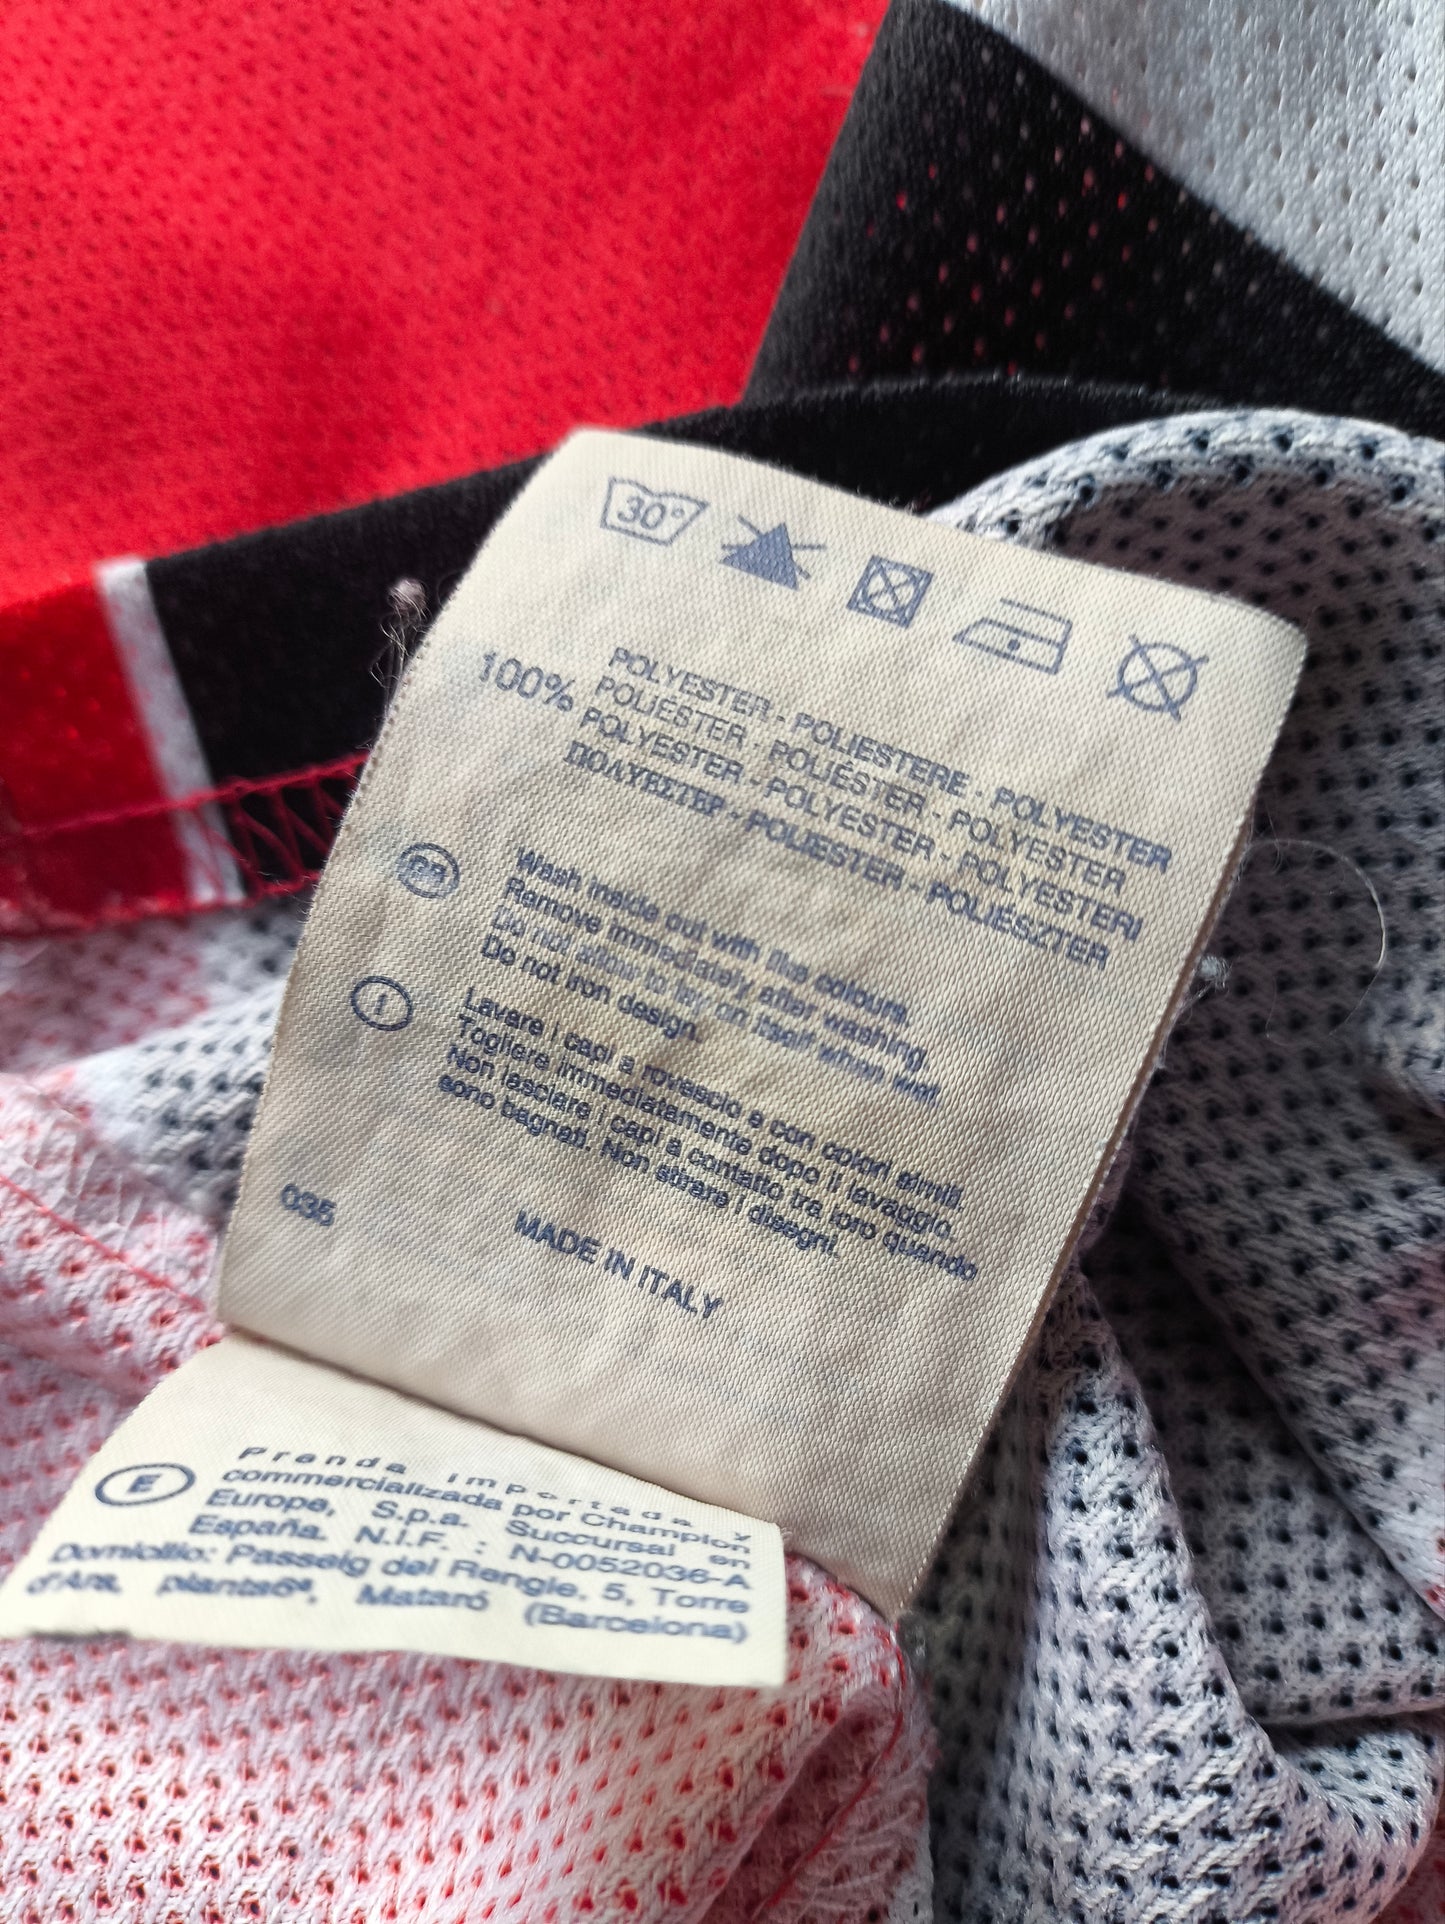 30°
100%
POLYESTER - POLIESTERE - POLYESTER
POLIESTER - POLIÉSTER - POLYESTER
POLYESTER - POLYESTER - POLYESTERI
ΠΟΛΥΕΣΤΕΡ - POLIESTER - POLIÉSZTER
GB
Wash inside out with the colours.
Remove immediately after washing.
Do not allow to lay on itself when wet.
Do not iron design.
I
Lavare i capi a rovescio e con colori simili.
Togliere immediatamente dopo il lavaggio.
Non lasciare i capi a contatto tra loro quando
sono bagnati. Non stirare i disegni.
035
MADE IN ITALY
E
Prenda importada y
commercializada por Champion
Europe, S.p.a. Succursal en
España. N.I.F. : N-0052036-A
Domicilio: Passeig del Rengle, 5, Torre
d'Ara, planta6ª, Mataró (Barcelona)